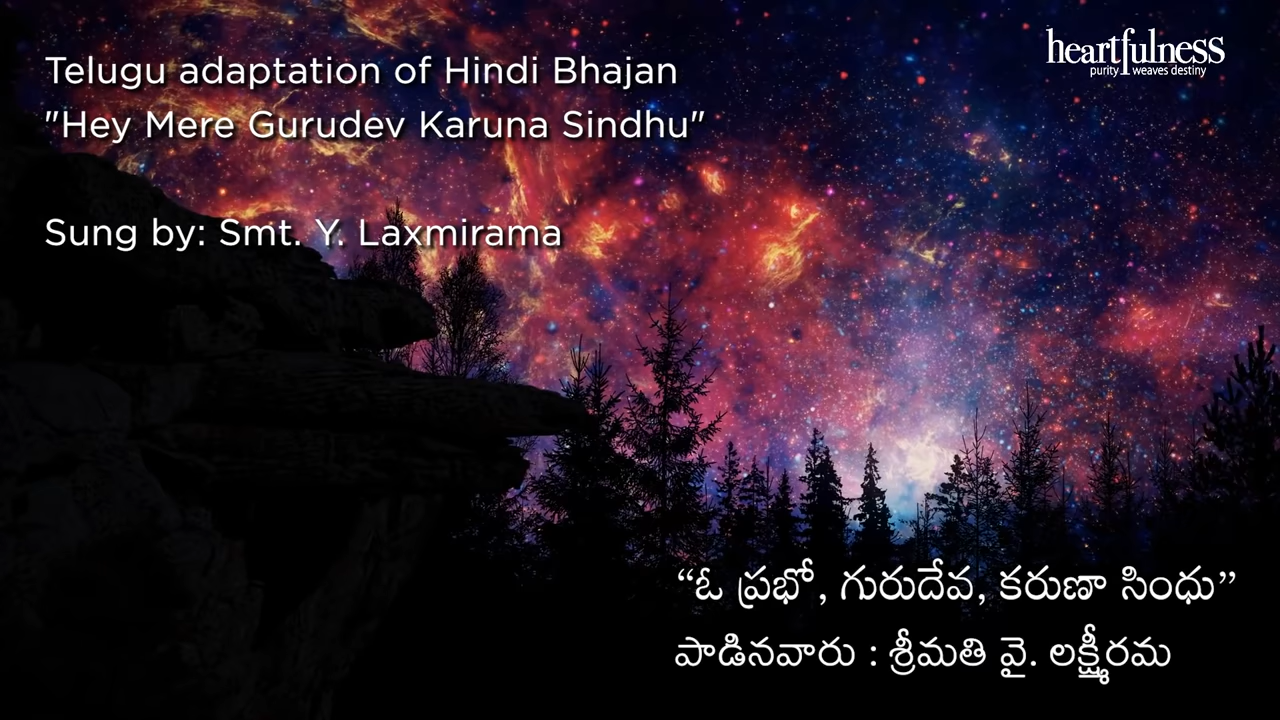 heartfulness
purity weaves destiny
Telugu adaptation of Hindi Bhajan
"Hey Mere Gurudev Karuna Sindhu"
Sung by: Smt. Y. Laxmirama
“ఓ ప్రభో, గురుదేవ, కరుణా సింధు”
పాడినవారు : శ్రీమతి వై. లక్ష్మీరమ